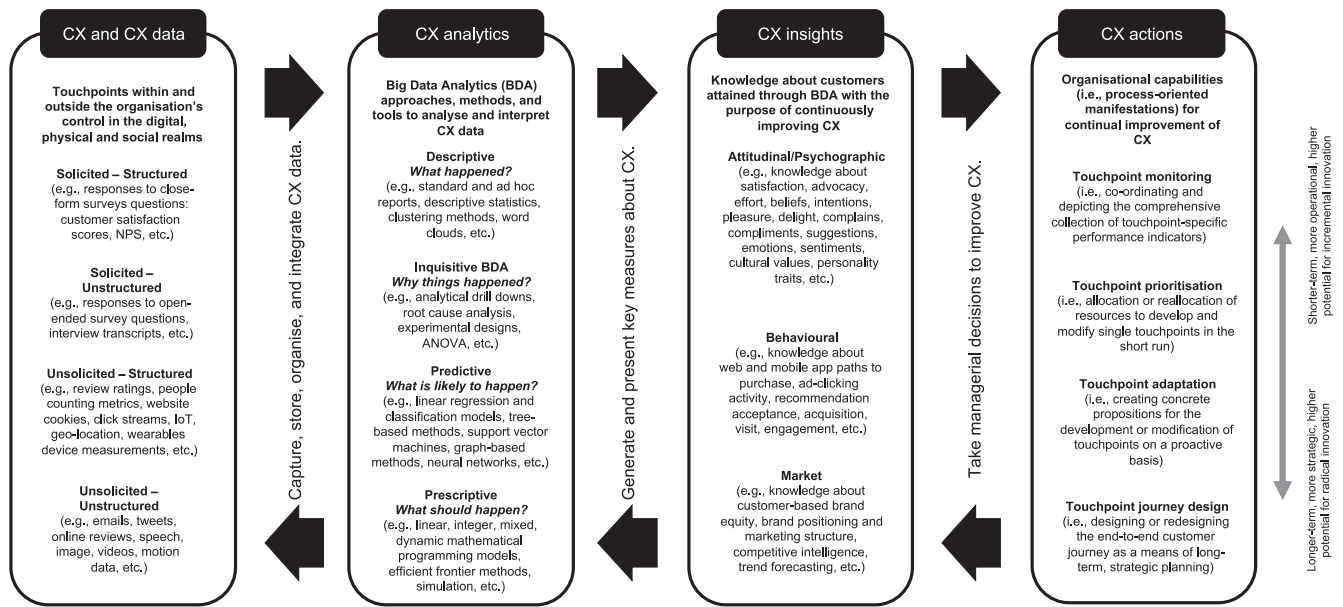 CX and CX data
Touchpoints within and
outside the organisation's
control in the digital,
physical and social realms
Solicited – Structured
(e.g., responses to close-
form surveys questions:
customer satisfaction
scores, NPS, etc.)
Solicited –
Unstructured
(e.g., responses to open-
ended survey questions,
interview transcripts, etc.)
Unsolicited – Structured
(e.g., review ratings, people
counting metrics, website
cookies, click streams, IoT,
geo-location, wearables
device measurements, etc.)
Unsolicited –
Unstructured
(e.g., emails, tweets,
online reviews, speech,
image, videos, motion
data, etc.)
Capture, store, organise, and integrate CX data.
CX analytics
Big Data Analytics (BDA)
approaches, methods, and
tools to analyse and interpret
CX data
Descriptive
What happened?
(e.g., standard and ad hoc
reports, descriptive statistics,
clustering methods, word
clouds, etc.)
Inquisitive BDA
Why things happened?
(e.g., analytical drill downs,
root cause analysis,
experimental designs,
ANOVA, etc.)
Predictive
What is likely to happen?
(e.g., linear regression and
classification models, tree-
based methods, support vector
machines, graph-based
methods, neural networks, etc.)
Prescriptive
What should happen?
(e.g., linear, integer, mixed,
dynamic mathematical
programming models,
efficient frontier methods,
simulation, etc.)
Generate and present key measures about CX.
CX insights
Knowledge about customers
attained through BDA with the
purpose of continuously
improving CX
Attitudinal/Psychographic
(e.g., knowledge about
satisfaction, advocacy,
effort, beliefs, intentions,
pleasure, delight, complains,
compliments, suggestions,
emotions, sentiments,
cultural values, personality
traits, etc.)
Behavioural
(e.g., knowledge about
web and mobile app paths to
purchase, ad-clicking
activity, recommendation
acceptance, acquisition,
visit, engagement, etc.)
Market
(e.g., knowledge about
customer-based brand
equity, brand positioning and
marketing structure,
competitive intelligence,
trend forecasting, etc.)
Take managerial decisions to improve CX.
CX actions
Organisational capabilities
(i.e., process-oriented
manifestations) for
continual improvement of
CX
Touchpoint monitoring
(i.e., co-ordinating and
depicting the comprehensive
collection of touchpoint-specific
performance indicators)
Touchpoint prioritisation
(i.e., allocation or reallocation of
resources to develop and
modify single touchpoints in the
short run)
Touchpoint adaptation
(i.e., creating concrete
propositions for the
development or modification of
touchpoints on a proactive
basis)
Touchpoint journey design
(i.e., designing or redesigning
the end-to-end customer
journey as a means of long-
term, strategic planning)
Shorter-term, more operational, higher
potential for incremental innovation
Longer-term, more strategic, higher
potential for radical innovation